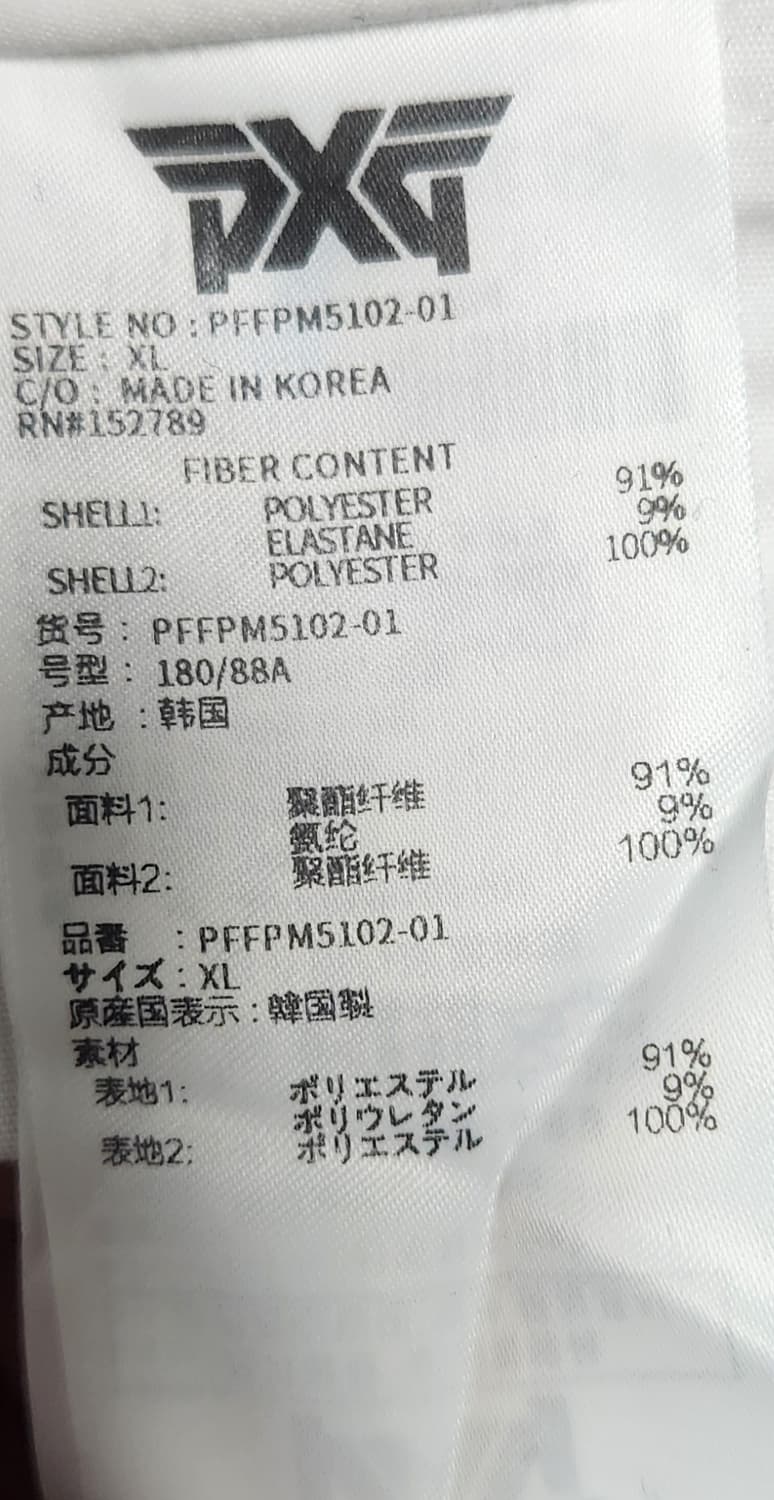 PXG
STYLE NO : PFFPM5102-01
SIZE : XL
C/O : MADE IN KOREA
RN#152789
FIBER CONTENT
SHELL1: POLYESTER 91%
ELASTANE 9%
SHELL2: POLYESTER 100%
货号 : PFFPM5102-01
号型 : 180/88A
产地 : 韩国
成分
面料1: 聚酯纤维 91%
氨纶 9%
面料2: 聚酯纤维 100%
品番 : PFFPM5102-01
サイズ : XL
原産国表示 : 韓国製
素材
表地1: ポリエステル 91%
ポリウレタン 9%
表地2: ポリエステル 100%